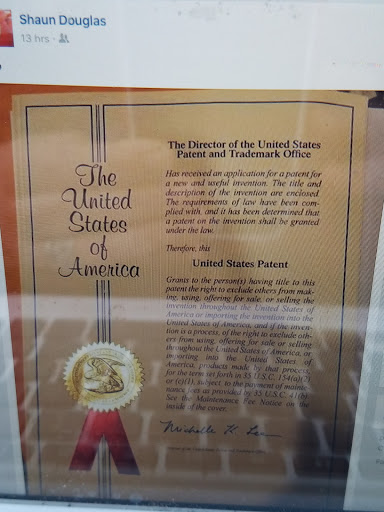 Shaun Douglas
13 hrs ·
The Director of the United States
Patent and Trademark Office
The
United
States
of
America
Has received an application for a patent for
a new and useful invention. The title and
description of the invention are enclosed.
The requirements of law have been com-
plied with, and it has been determined that
a patent on the invention shall be granted
under the law.
Therefore, this
United States Patent
Grants to the person(s) having title to this
patent the right to exclude others from mak-
ing, using, offering for sale, or selling the
invention throughout the United States of
America or importing the invention into the
United States of America, and if the inven-
tion is a process, of the right to exclude oth-
ers from using, offering for sale or selling
throughout the United States of America, or
importing into the United States of
America, products made by that process,
for the term set forth in 35 U.S.C. 154(a)(2)
or (c)(1), subject to the payment of mainte-
nance fees as provided by 35 U.S.C. 41(b).
See the Maintenance Fee Notice on the
inside of the cover.
Michelle K. Lee